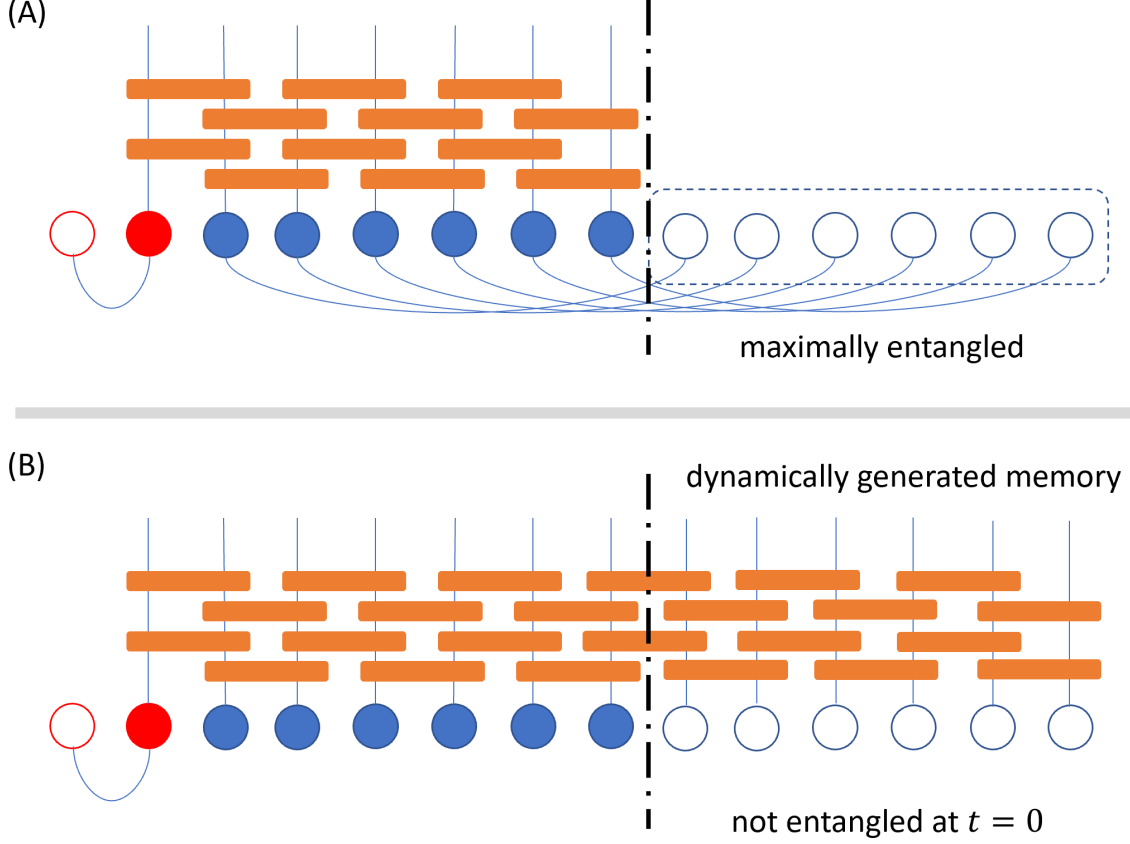 (A)
maximally entangled
(B)
dynamically generated memory
not entangled at t = 0